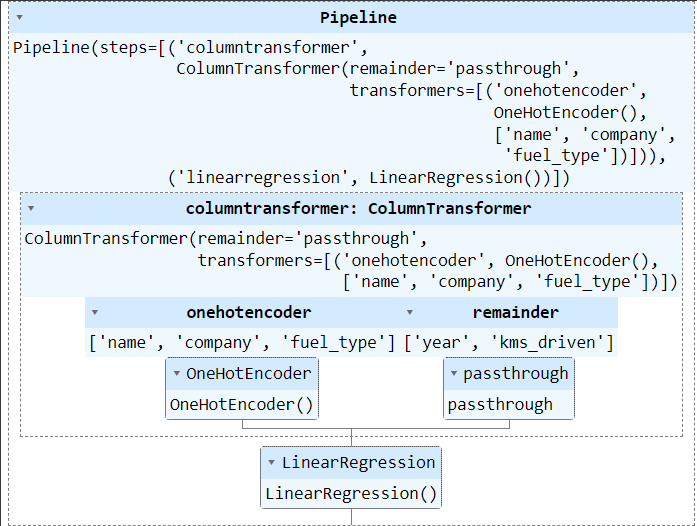 Pipeline
Pipeline(steps=[('columntransformer',
ColumnTransformer(remainder='passthrough',
transformers=[('onehotencoder',
OneHotEncoder(),
['name', 'company',
'fuel_type'])])),
('linearregression', LinearRegression())])
columntransformer: ColumnTransformer
ColumnTransformer(remainder='passthrough',
transformers=[('onehotencoder', OneHotEncoder(),
['name', 'company', 'fuel_type'])])
onehotencoder remainder
['name', 'company', 'fuel_type'] ['year', 'kms_driven']
OneHotEncoder passthrough
OneHotEncoder() passthrough
LinearRegression
LinearRegression()